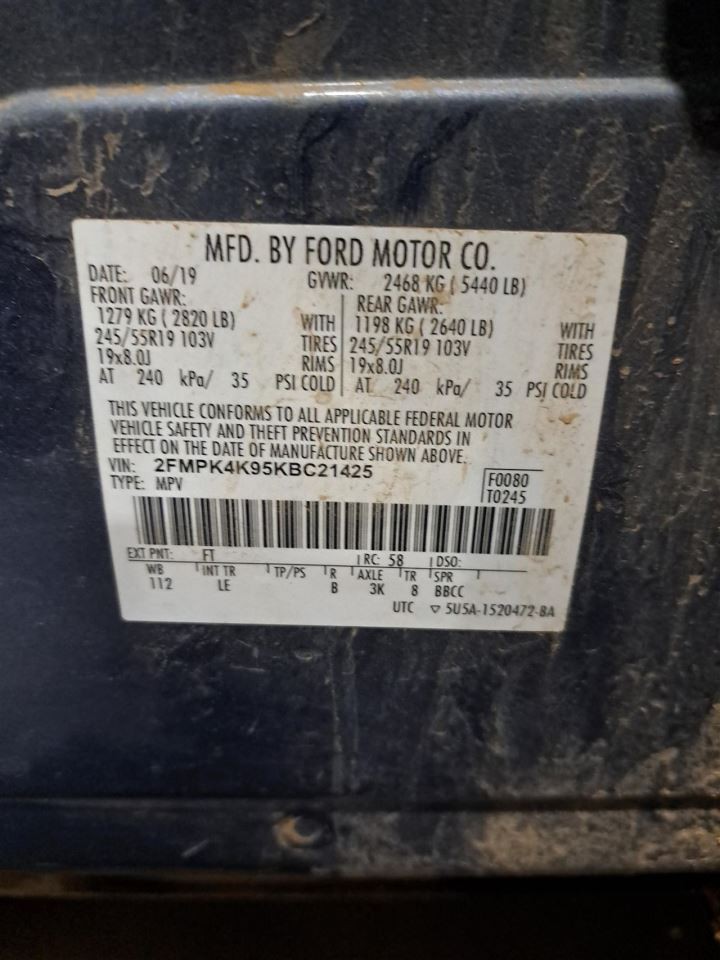 MFD. BY FORD MOTOR CO.
DATE: 06/19 GVWR: 2468 KG ( 5440 LB)
FRONT GAWR: REAR GAWR:
1279 KG ( 2820 LB) WITH 1198 KG ( 2640 LB) WITH
245/55R19 103V TIRES 245/55R19 103V TIRES
19x8.0J RIMS 19x8.0J RIMS
AT 240 kPa/ 35 PSI COLD AT 240 kPa/ 35 PSI COLD
THIS VEHICLE CONFORMS TO ALL APPLICABLE FEDERAL MOTOR
VEHICLE SAFETY AND THEFT PREVENTION STANDARDS IN
EFFECT ON THE DATE OF MANUFACTURE SHOWN ABOVE.
VIN: 2FMPK4K95KBC21425 F0080
TYPE: MPV T0245
EXT PNT: FT RC: 58 DSO:
WB INT TR TP/PS R AXLE TR SPR
112 LE B 3K 8 BBCC
UTC ▽ 5U5A-1520472-BA